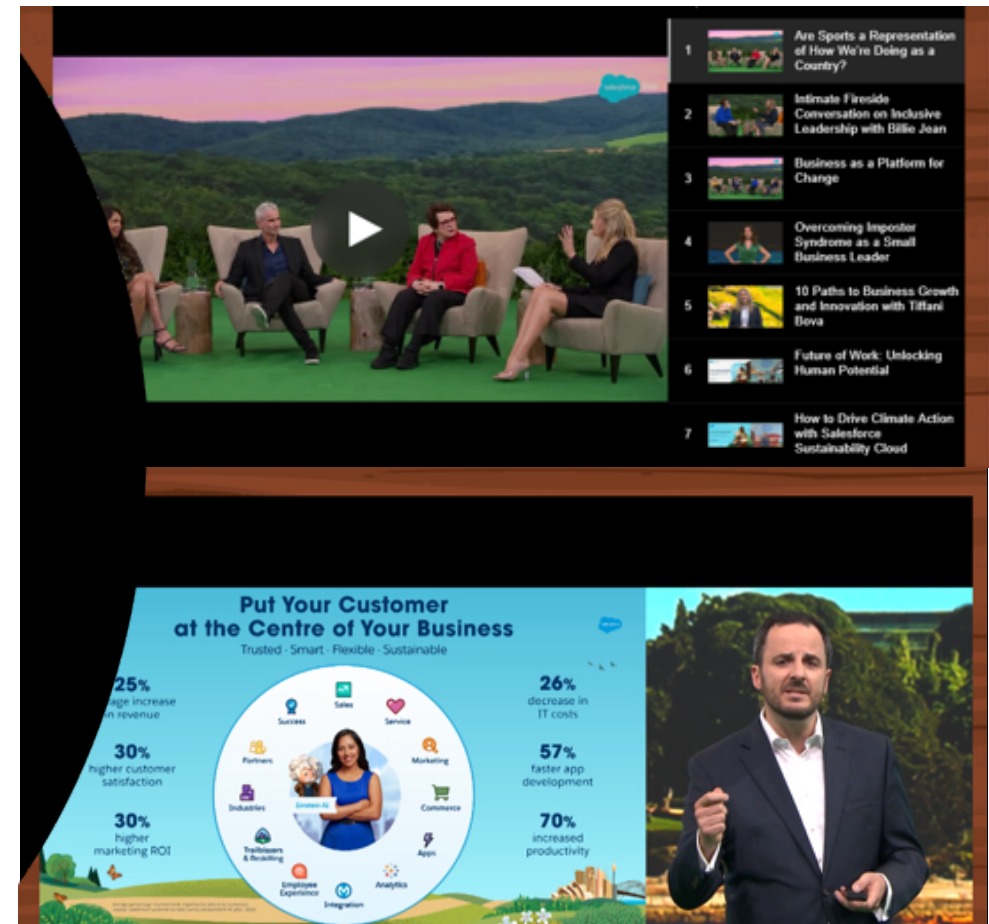 salesforce
1
Are Sports a Representation
of How We're Doing as a
Country?
2
Intimate Fireside
Conversation on Inclusive
Leadership with Billie Jean
3
Business as a Platform for
Change
4
Overcoming Imposter
Syndrome as a Small
Business Leader
5
10 Paths to Business Growth
and Innovation with Tiffani
Bova
6
Future of Work: Unlocking
Human Potential
7
How to Drive Climate Action
with Salesforce
Sustainability Cloud
Put Your Customer
at the Centre of Your Business
Trusted · Smart · Flexible · Sustainable
25%
age increase
in revenue
30%
higher customer
satisfaction
30%
higher
marketing ROI
Sales
Success
Service
Partners
Marketing
Industries
Einstein AI
Commerce
Trailblazers
& Reskilling
Apps
Employee
Experience
Analytics
Integration
26%
decrease in
IT costs
57%
faster app
development
70%
increased
productivity